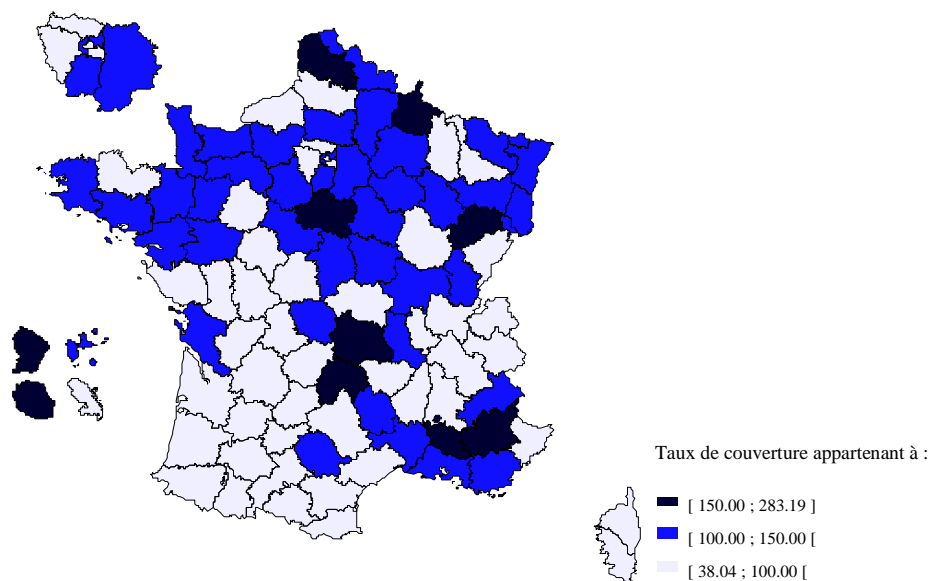 Taux de couverture appartenant à :
[ 150.00 ; 283.19 ]
[ 100.00 ; 150.00 [
[ 38.04 ; 100.00 [